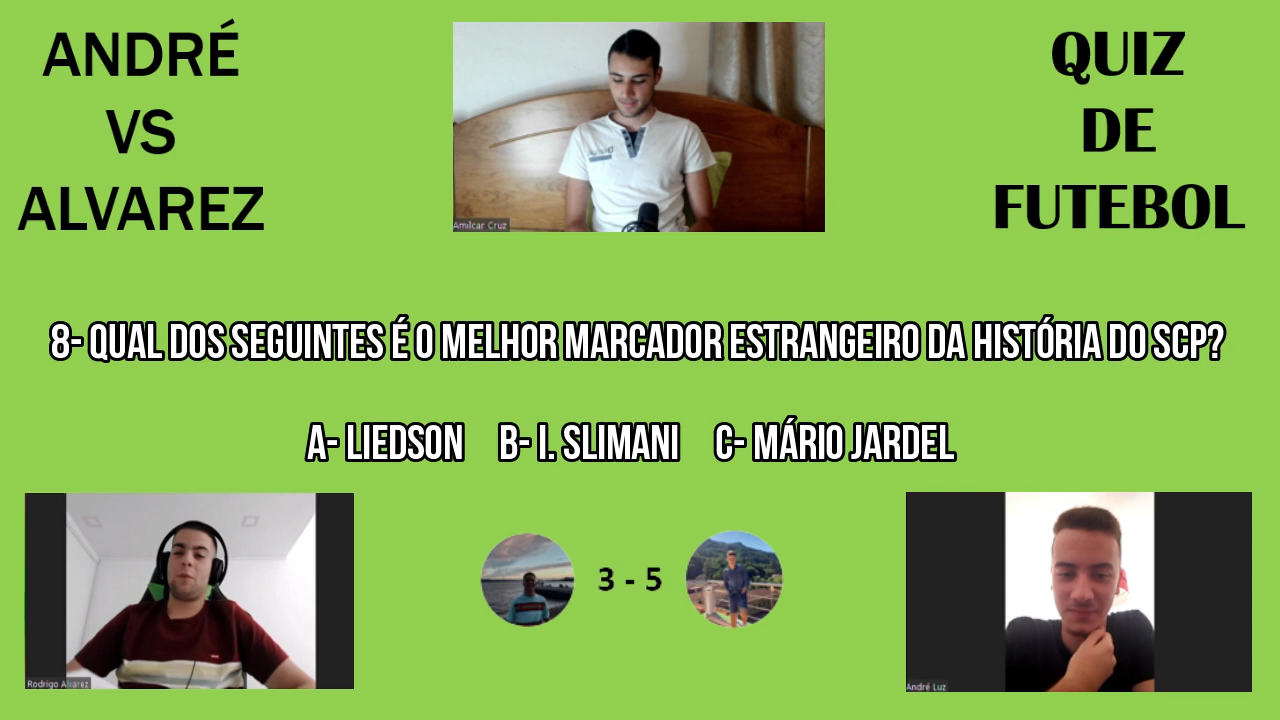 ANDRÉ
VS
ALVAREZ
QUIZ
DE
FUTEBOL
Amilcar Cruz
8- QUAL DOS SEGUINTES É O MELHOR MARCADOR ESTRANGEIRO DA HISTÓRIA DO SCP?
A- LIEDSON B- I. SLIMANI C- MÁRIO JARDEL
3 - 5
Rodrigo Alvarez
André Luz